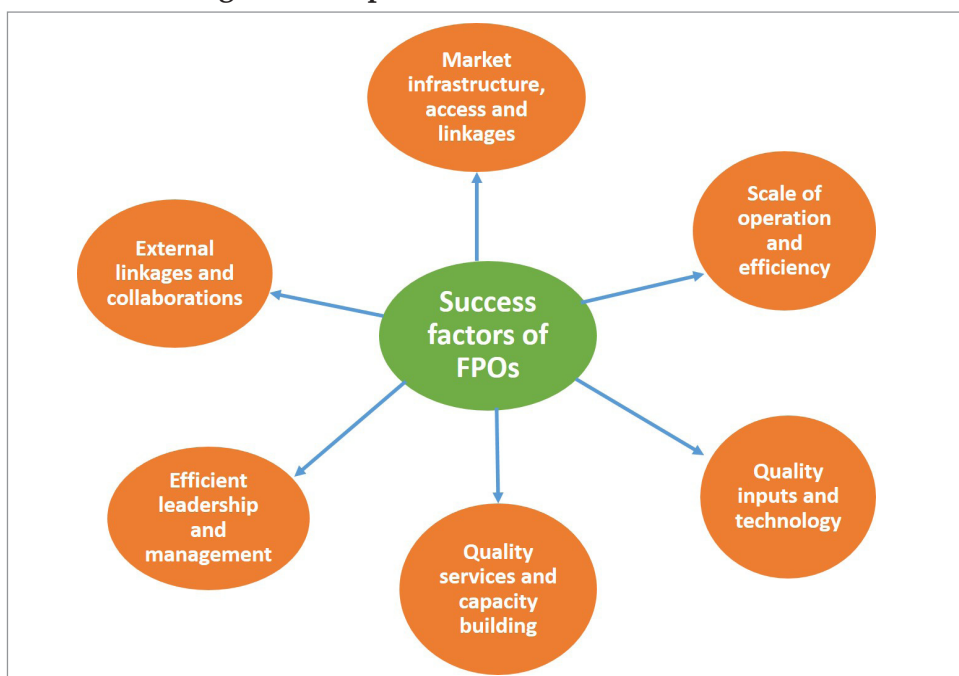 Market
infrastructure,
access and
linkages
Scale of
operation
and
efficiency
External
linkages and
collaborations
Success
factors of
FPOs
Efficient
leadership
and
management
Quality
services and
capacity
building
Quality
inputs and
technology